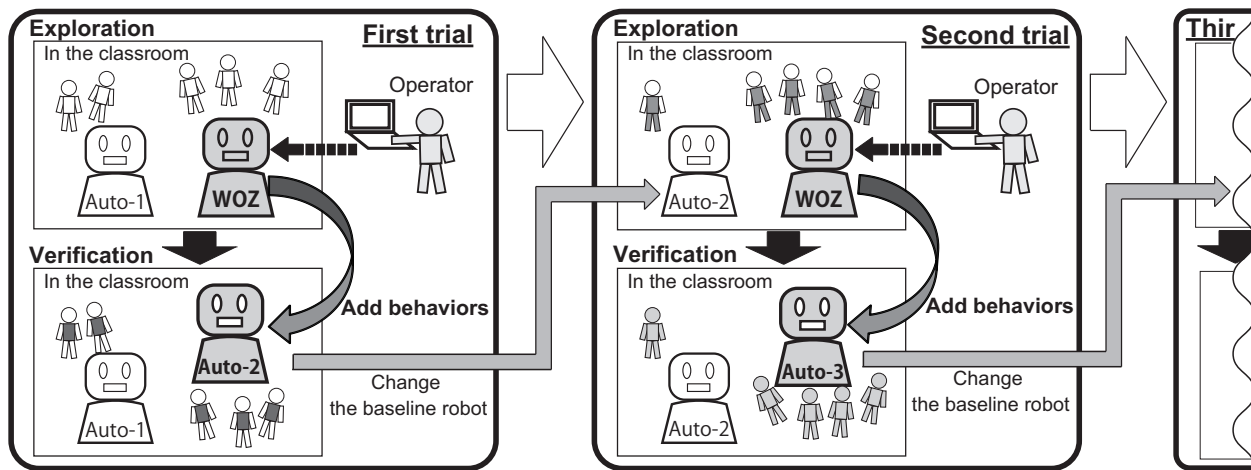 Exploration
First trial
In the classroom
Operator
Auto-1
WOZ
Verification
In the classroom
Add behaviors
Auto-2
Change
the baseline robot
Auto-1
Exploration
Second trial
In the classroom
Operator
Auto-2
WOZ
Verification
In the classroom
Add behaviors
Auto-3
Change
the baseline robot
Auto-2
Thir